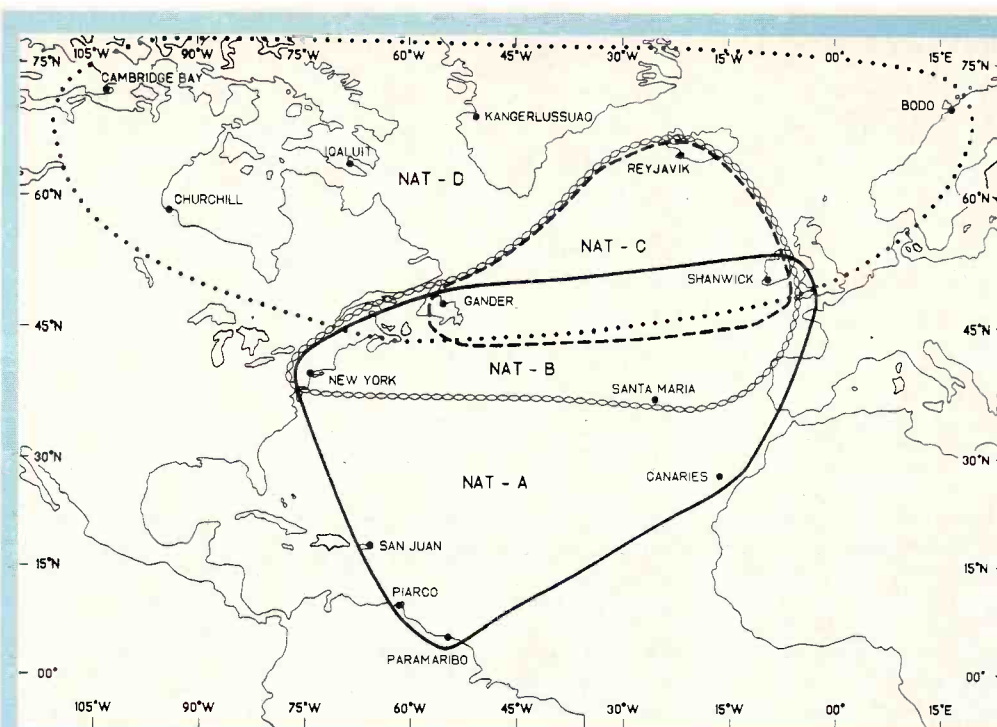 105°W 90°W 75°W 60°W 45°W 30°W 15°W 00° 15°E
75°N 75°N
CAMBRIDGE BAY
BODO
KANGERLUSSUAQ
IQALUIT
REYJAVIK
NAT - D
60°N 60°N
CHURCHILL
NAT - C
SHANWICK
GANDER
45°N 45°N
NAT - B
NEW YORK
SANTA MARIA
30°N 30°N
NAT - A
CANARIES
SAN JUAN
15°N 15°N
PIARCO
PARAMARIBO
00° 00°
105°W 90°W 75°W 60°W 45°W 30°W 15°W 00° 15°E